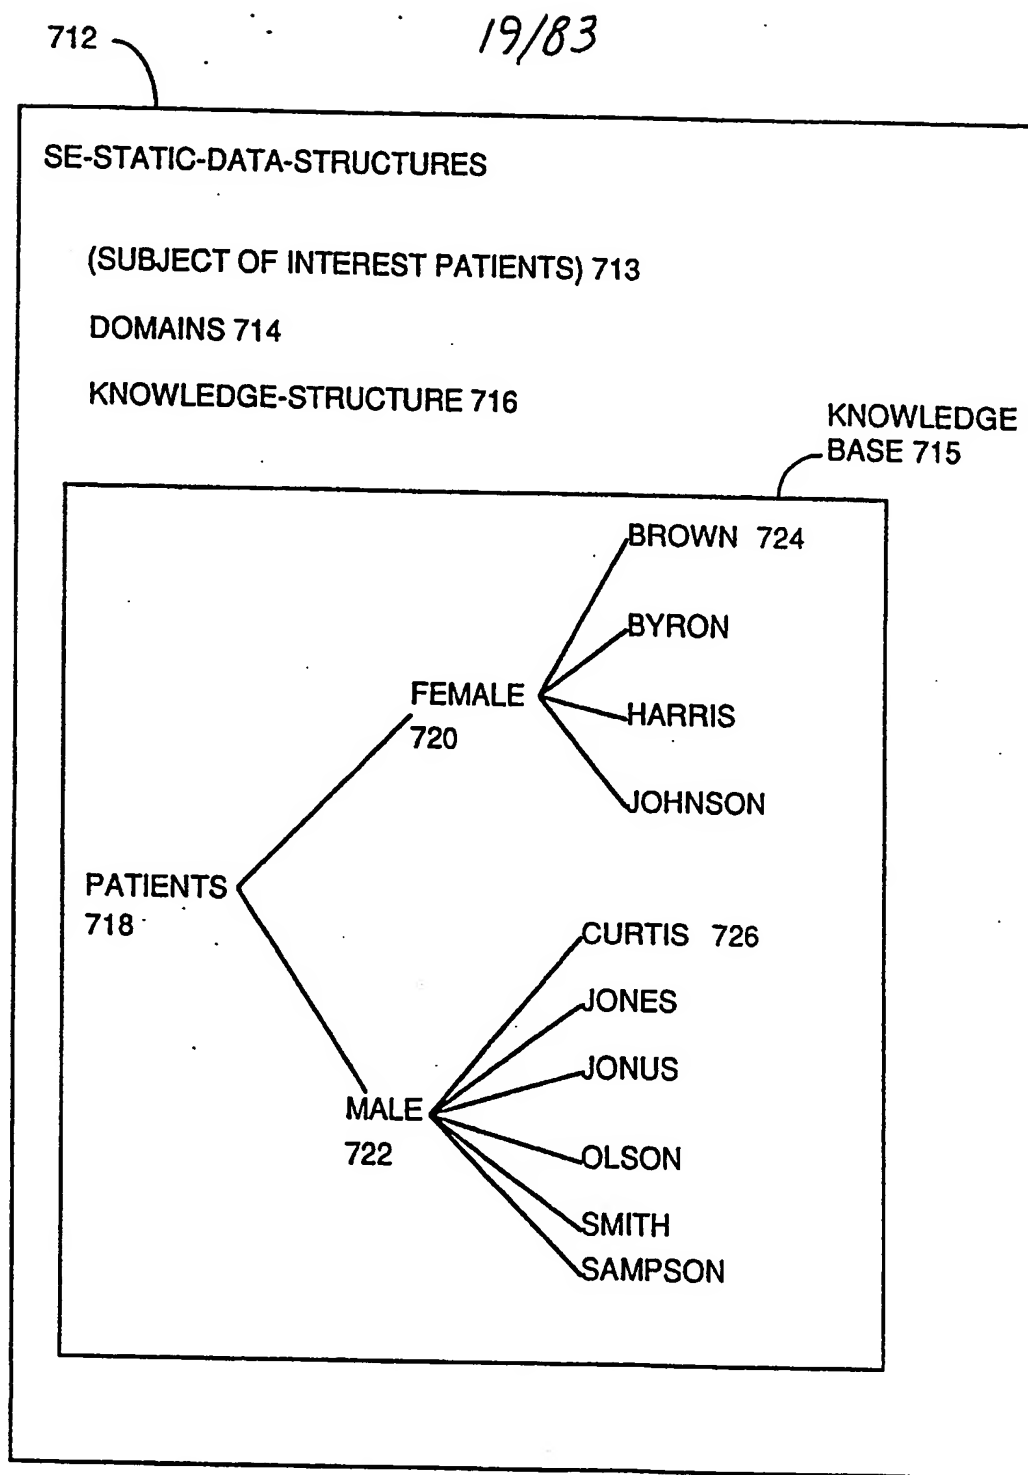 19/83
712
SE-STATIC-DATA-STRUCTURES
(SUBJECT OF INTEREST PATIENTS) 713
DOMAINS 714
KNOWLEDGE-STRUCTURE 716
KNOWLEDGE
BASE 715
BROWN 724
BYRON
FEMALE
720
HARRIS
JOHNSON
PATIENTS
718
CURTIS 726
JONES
JONUS
MALE
722
OLSON
SMITH
SAMPSON